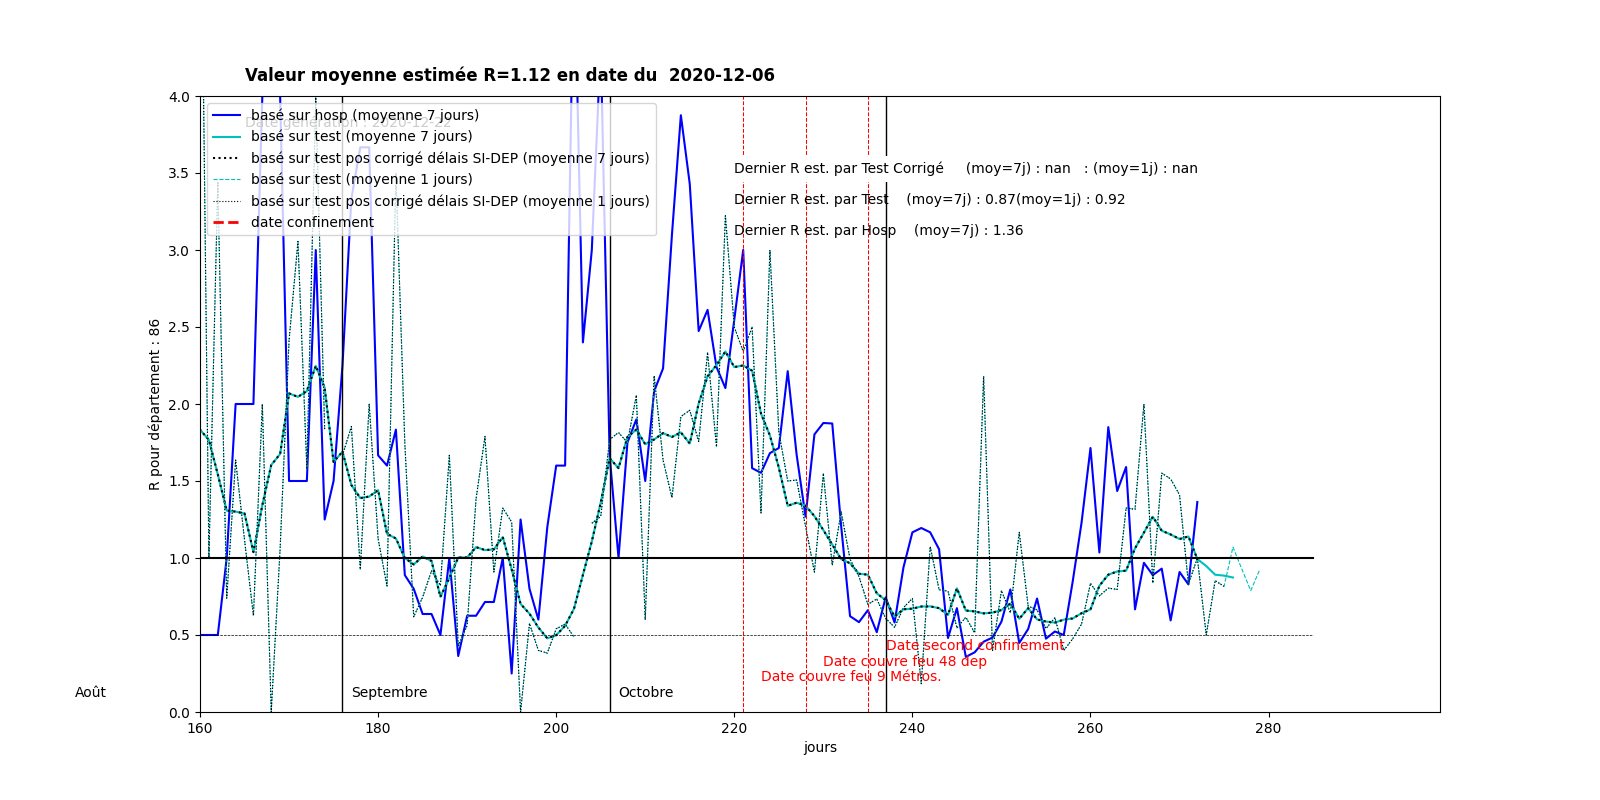 Valeur moyenne estimée R=1.12 en date du  2020-12-06
Date génération : 2020-12-22
basé sur hosp (moyenne 7 jours)
basé sur test (moyenne 7 jours)
basé sur test pos corrigé délais SI-DEP (moyenne 7 jours)
basé sur test (moyenne 1 jours)
basé sur test pos corrigé délais SI-DEP (moyenne 1 jours)
date confinement
Dernier R est. par Test Corrigé     (moy=7j) : nan   : (moy=1j) : nan
Dernier R est. par Test    (moy=7j) : 0.87(moy=1j) : 0.92
Dernier R est. par Hosp    (moy=7j) : 1.36
4.0
3.5
3.0
2.5
2.0
1.5
1.0
0.5
0.0
R pour département : 86
Date second confinement
Date couvre feu 48 dep
Date couvre feu 9 Métros.
Août
Septembre
Octobre
160
180
200
220
240
260
280
jours